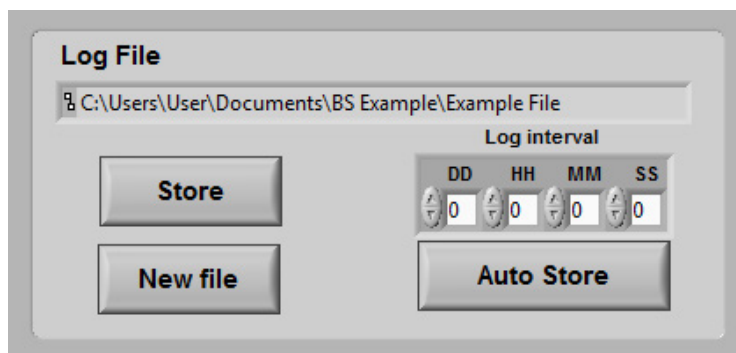 Log File
C:\Users\User\Documents\BS Example\Example File
Log interval
DD HH MM SS
0 0 0 0
Store
New file
Auto Store